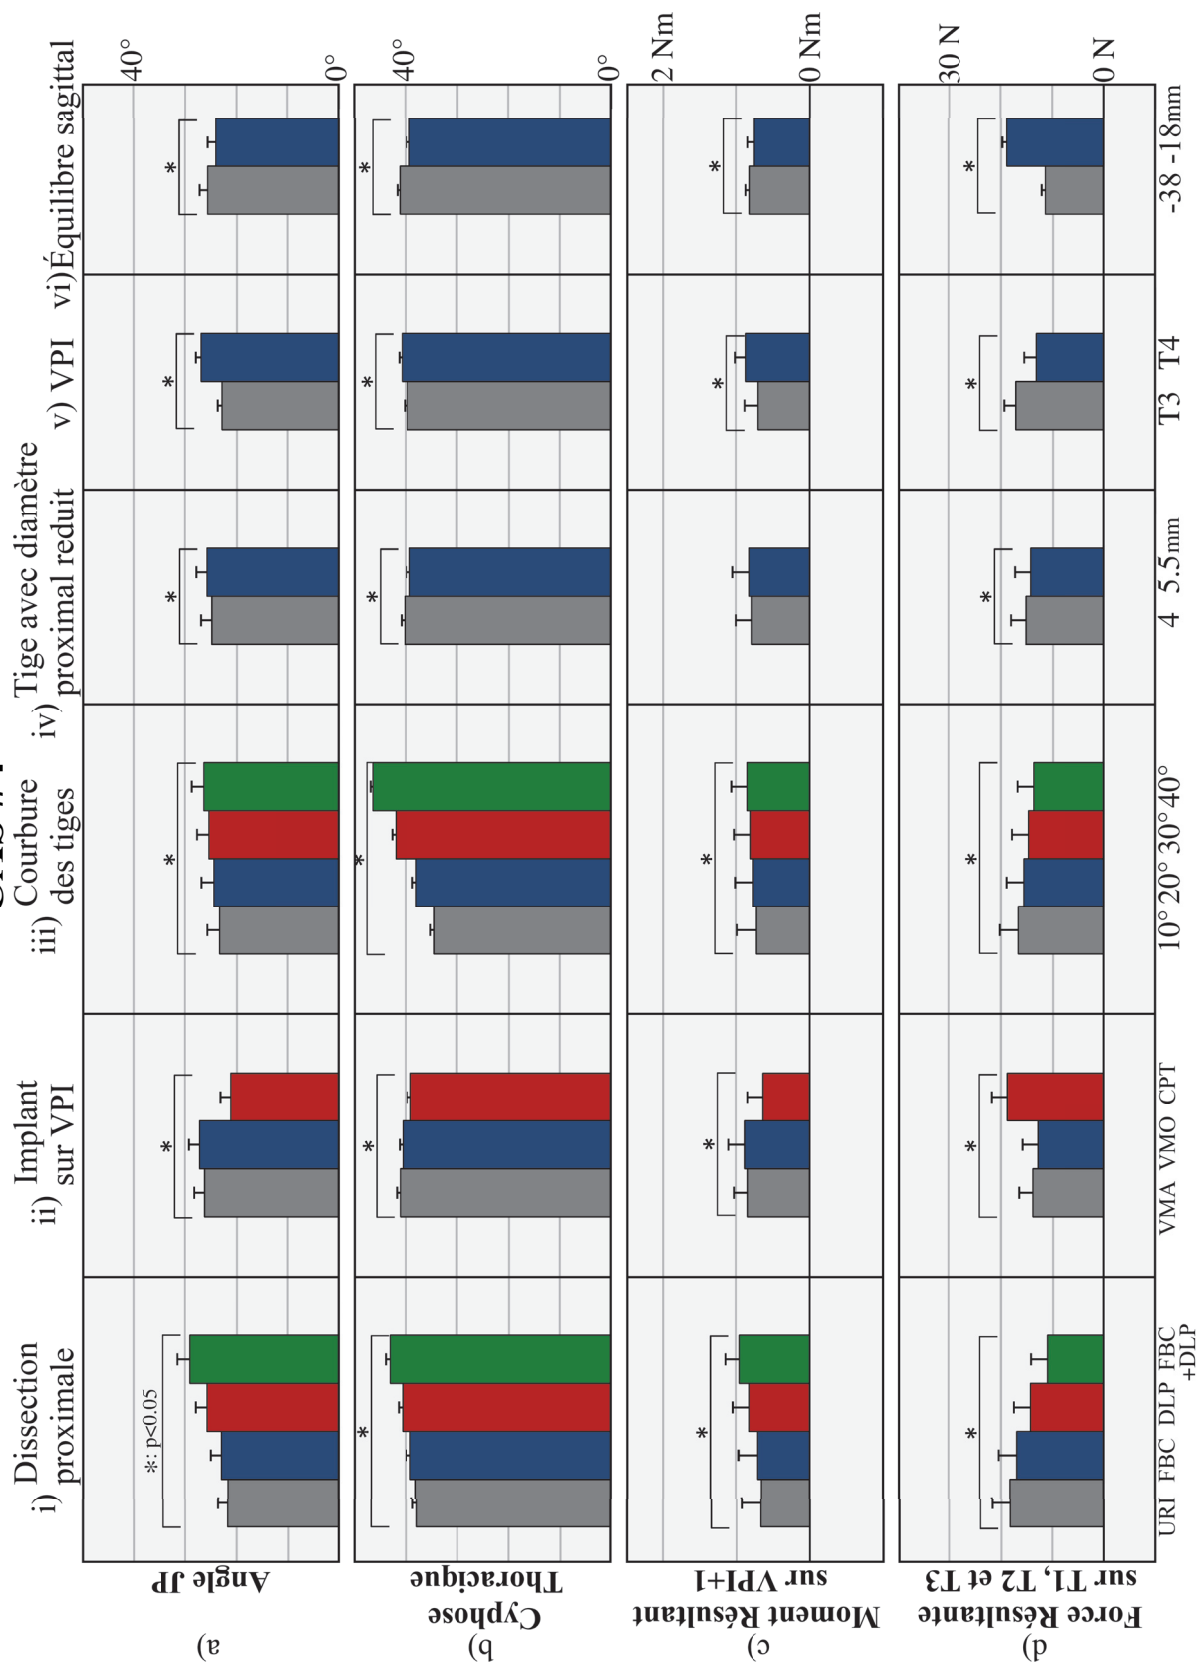 i) Dissection
proximale
ii) Implant
sur VPI
iii) Courbure
des tiges
iv) Tige avec diamètre
proximal reduit
v) VPI
vi) Équilibre sagittal
a) Angle JP
*: p<0.05
*
*
*
*
*
40°
0°
b) Cyphose
Thoracique
*
*
*
*
*
*
40°
0°
c) Moment Résultant
sur VPI+1
*
*
*
*
*
2 Nm
0 Nm
d) Force Résultante
sur T1, T2 et T3
*
*
*
*
*
*
30 N
0 N
URI FBC DLP FBC
+DLP
VMA VMO CPT
10° 20° 30° 40°
4 5.5mm
T3 T4
-38 -18mm